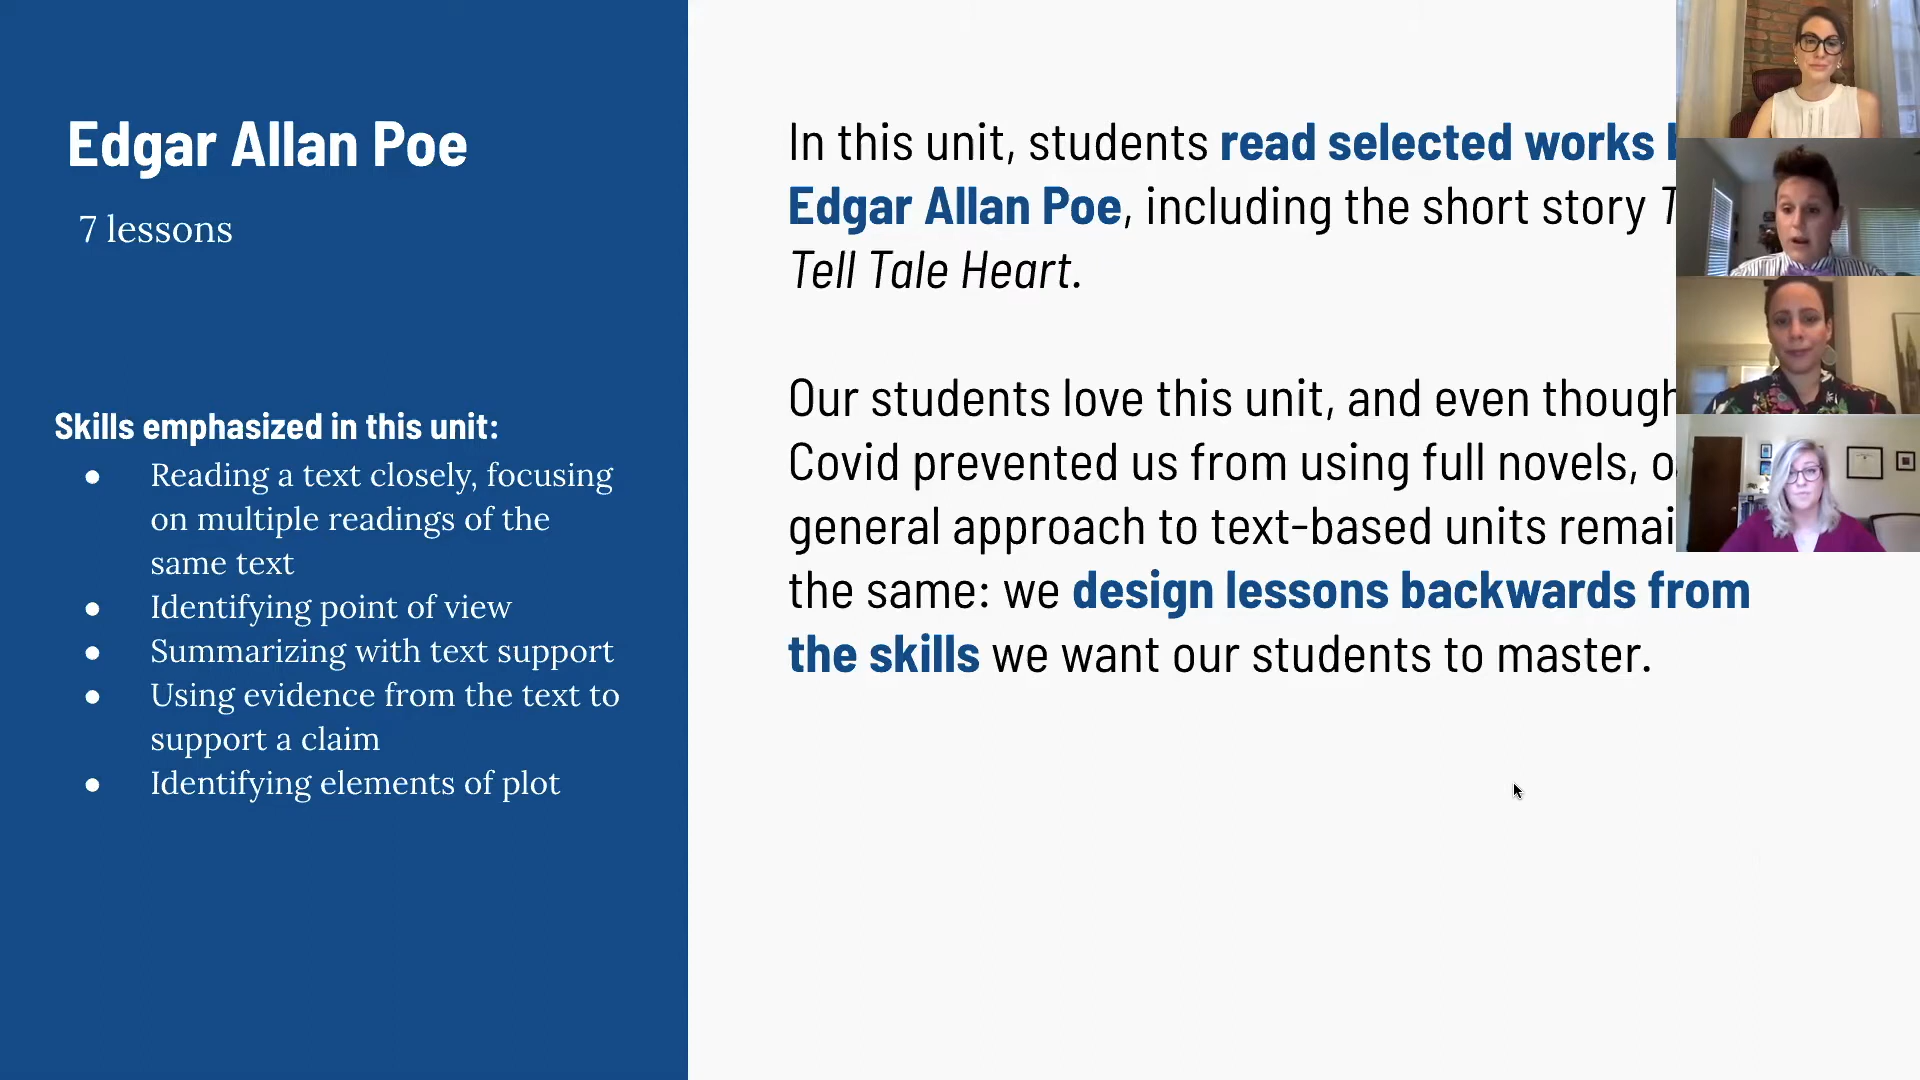 Edgar Allan Poe
7 lessons
Skills emphasized in this unit:
● Reading a text closely, focusing
on multiple readings of the
same text
● Identifying point of view
● Summarizing with text support
● Using evidence from the text to
support a claim
● Identifying elements of plot
In this unit, students read selected works
Edgar Allan Poe, including the short story
Tell Tale Heart.
Our students love this unit, and even though
Covid prevented us from using full novels,
general approach to text-based units
the same: we design lessons backwards from
the skills we want our students to master.